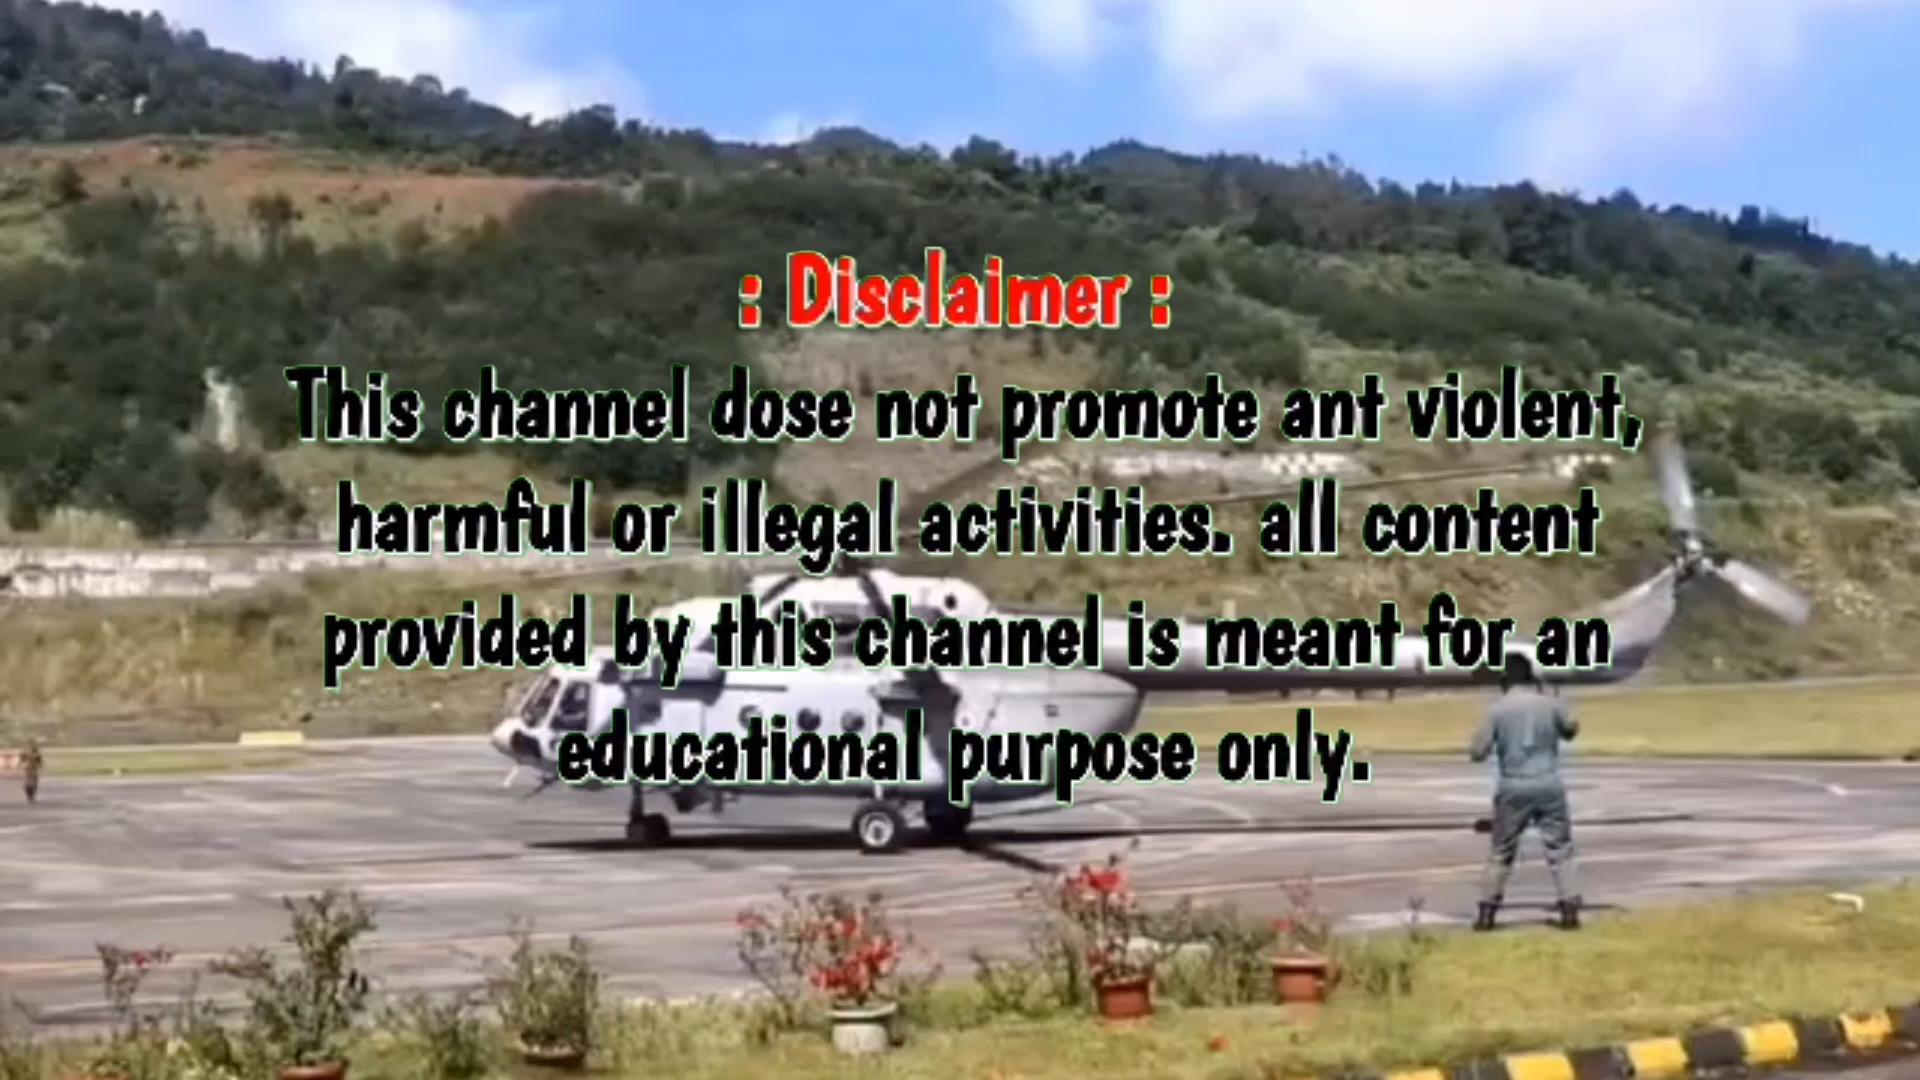 : Disclaimer :
This channel dose not promote ant violent,
harmful or illegal activities. all content
provided by this channel is meant for an
educational purpose only.